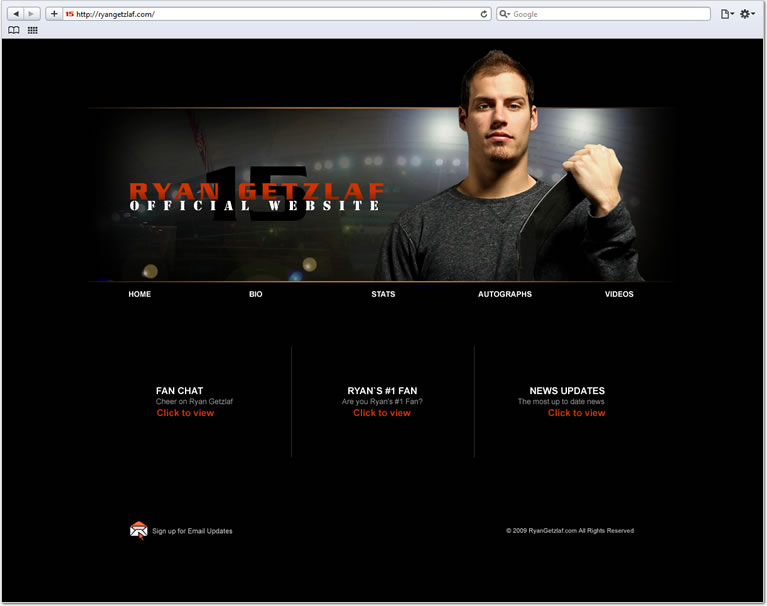 15 http://ryangetzlaf.com/
Google
15
RYAN GETZLAF
OFFICIAL WEBSITE
HOME BIO STATS AUTOGRAPHS VIDEOS
FAN CHAT
Cheer on Ryan Getzlaf
Click to view
RYAN`S #1 FAN
Are you Ryan's #1 Fan?
Click to view
NEWS UPDATES
The most up to date news
Click to view
Sign up for Email Updates
© 2009 RyanGetzlaf.com All Rights Reserved